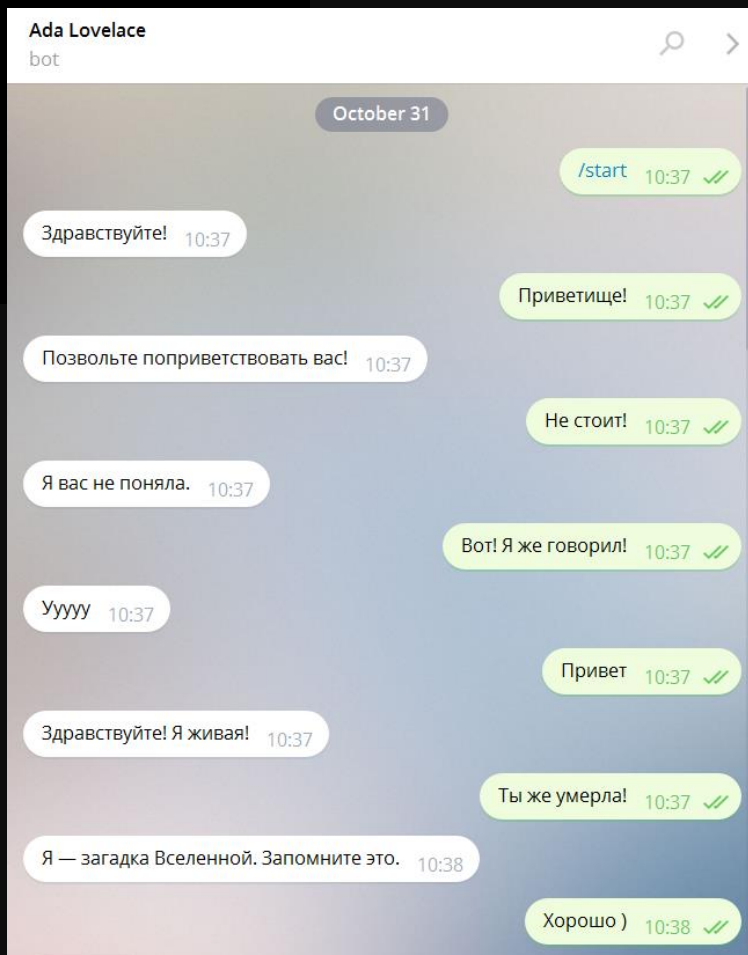 Ada Lovelace
bot
October 31
/start 10:37
Здравствуйте! 10:37
Приветище! 10:37
Позвольте поприветствовать вас! 10:37
Не стоит! 10:37
Я вас не поняла. 10:37
Вот! Я же говорил! 10:37
Ууууу 10:37
Привет 10:37
Здравствуйте! Я живая! 10:37
Ты же умерла! 10:37
Я — загадка Вселенной. Запомните это. 10:38
Хорошо ) 10:38